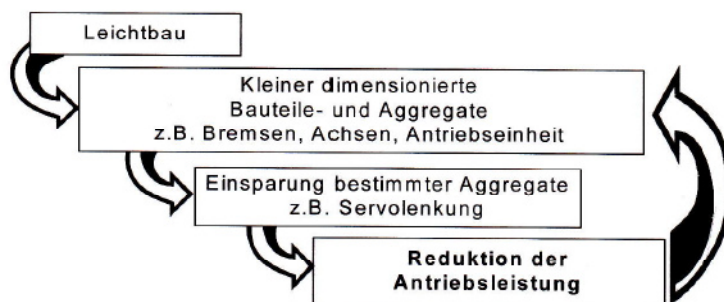 Leichtbau
Kleiner dimensionierte
Bauteile- und Aggregate
z.B. Bremsen, Achsen, Antriebseinheit
Einsparung bestimmter Aggregate
z.B. Servolenkung
Reduktion der
Antriebsleistung